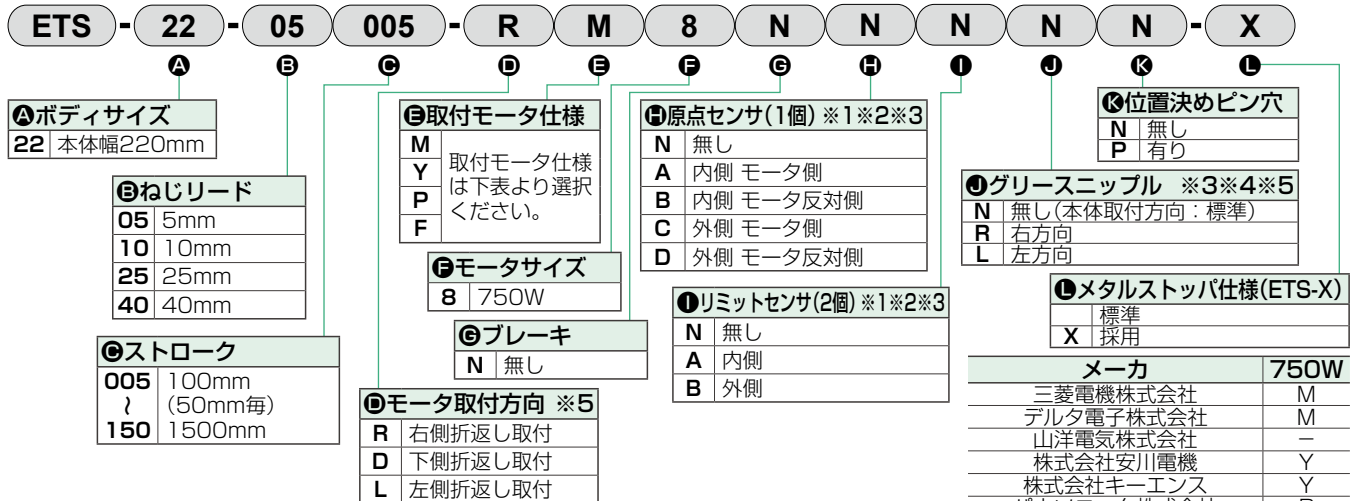 ETS - 22 - 05 005 - R M 8 N N N N N - X
A B C D E F G H I J K L
Aボディサイズ
22 本体幅220mm
Bねじリード
05 5mm
10 10mm
25 25mm
40 40mm
Cストローク
005 100mm
〜 (50mm毎)
150 1500mm
Dモータ取付方向 ※5
R 右側折返し取付
D 下側折返し取付
L 左側折返し取付
E取付モータ仕様
M
Y
P
F
取付モータ仕様
は下表より選択
ください。
Fモータサイズ
8 750W
Gブレーキ
N 無し
H原点センサ(1個) ※1※2※3
N 無し
A 内側 モータ側
B 内側 モータ反対側
C 外側 モータ側
D 外側 モータ反対側
Iリミットセンサ(2個) ※1※2※3
N 無し
A 内側
B 外側
Jグリースニップル ※3※4※5
N 無し(本体取付方向：標準)
R 右方向
L 左方向
K位置決めピン穴
N 無し
P 有り
Lメタルストッパ仕様(ETS-X)
標準
X 採用
メーカ 750W
三菱電機株式会社 M
デルタ電子株式会社 M
山洋電気株式会社 −
株式会社安川電機 Y
株式会社キーエンス Y